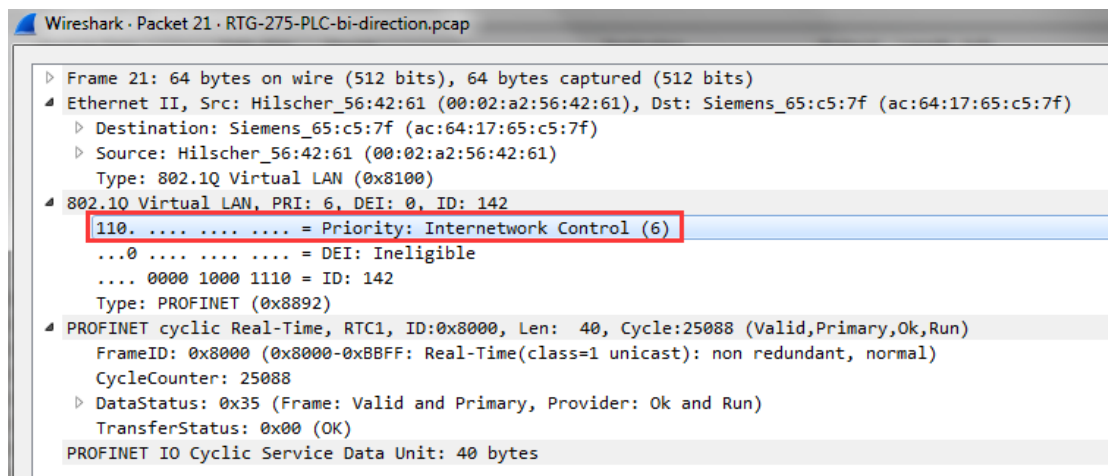 Wireshark · Packet 21 · RTG-275-PLC-bi-direction.pcap
Frame 21: 64 bytes on wire (512 bits), 64 bytes captured (512 bits)
Ethernet II, Src: Hilscher_56:42:61 (00:02:a2:56:42:61), Dst: Siemens_65:c5:7f (ac:64:17:65:c5:7f)
Destination: Siemens_65:c5:7f (ac:64:17:65:c5:7f)
Source: Hilscher_56:42:61 (00:02:a2:56:42:61)
Type: 802.1Q Virtual LAN (0x8100)
802.1Q Virtual LAN, PRI: 6, DEI: 0, ID: 142
110. .... .... .... = Priority: Internetwork Control (6)
...0 .... .... .... = DEI: Ineligible
.... 0000 1000 1110 = ID: 142
Type: PROFINET (0x8892)
PROFINET cyclic Real-Time, RTC1, ID:0x8000, Len:  40, Cycle:25088 (Valid,Primary,Ok,Run)
FrameID: 0x8000 (0x8000-0xBBFF: Real-Time(class=1 unicast): non redundant, normal)
CycleCounter: 25088
DataStatus: 0x35 (Frame: Valid and Primary, Provider: Ok and Run)
TransferStatus: 0x00 (OK)
PROFINET IO Cyclic Service Data Unit: 40 bytes